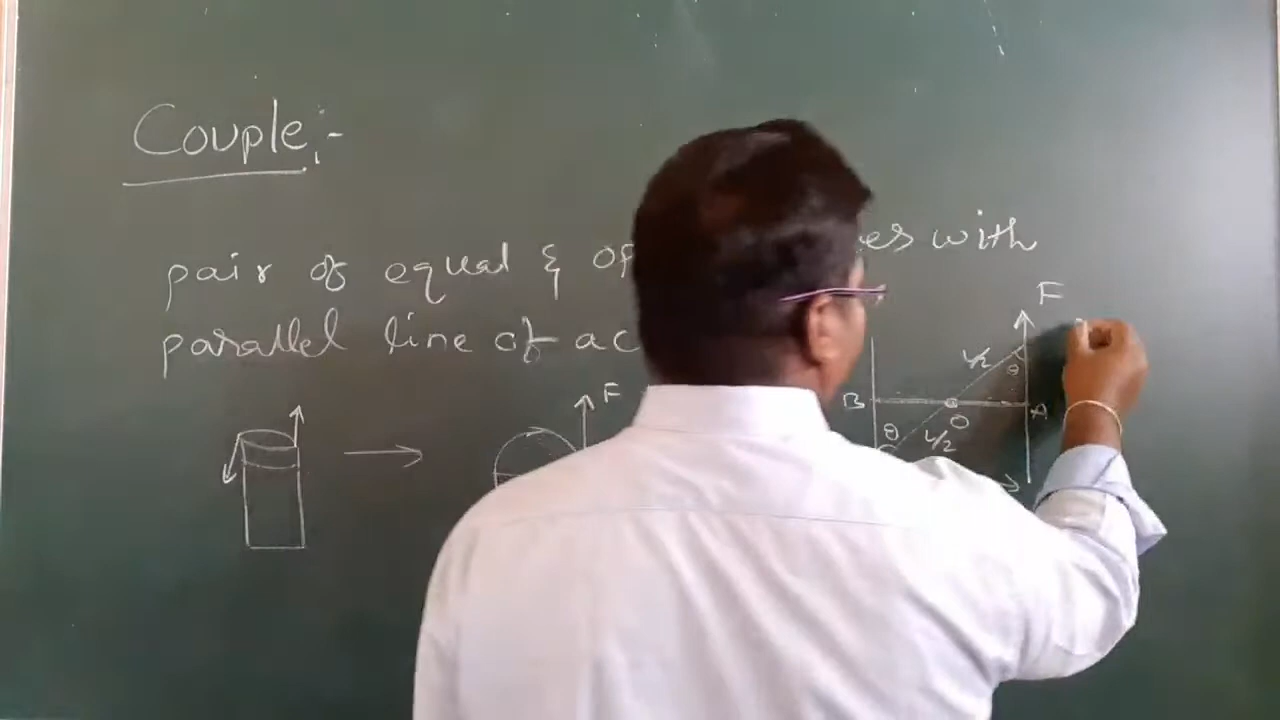 Couple :-
pair of equal & op es with
parallel line of ac
F
F
L/2
θ
B
O
A
θ
L/2